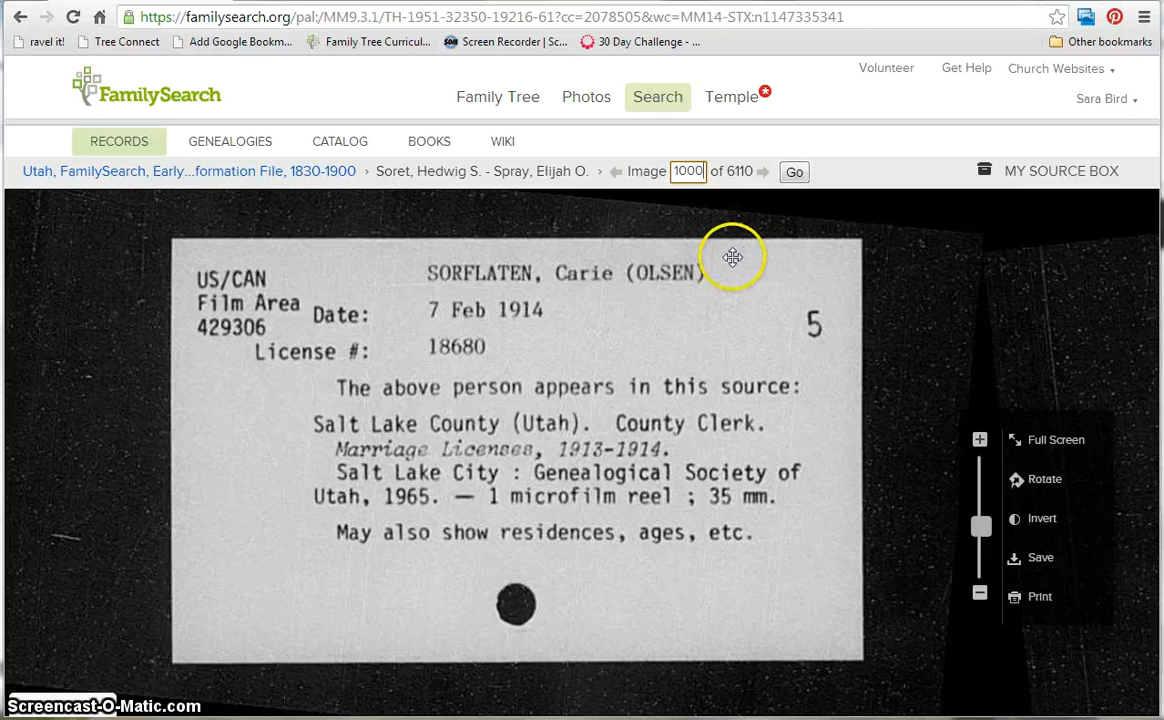 https://familysearch.org/pal:/MM9.3.1/TH-1951-32350-19216-61?cc=2078505&wc=MM14-STX:n1147335341
ravel it! Tree Connect Add Google Bookm... Family Tree Curricul... Screen Recorder | Sc... 30 Day Challenge - ... Other bookmarks
Volunteer Get Help Church Websites
FamilySearch Family Tree Photos Search Temple
Sara Bird
RECORDS GENEALOGIES CATALOG BOOKS WIKI
Utah, FamilySearch, Early...formation File, 1830-1900 › Soret, Hedwig S. - Spray, Elijah O. › Image 1000 of 6110 Go MY SOURCE BOX
SORFLATEN, Carie (OLSEN)
US/CAN
Film Area
429306
Date: 7 Feb 1914
5
License #: 18680
The above person appears in this source:
Salt Lake County (Utah). County Clerk.
Marriage Licenses, 1913-1914.
Salt Lake City : Genealogical Society of
Utah, 1965. — 1 microfilm reel ; 35 mm.
May also show residences, ages, etc.
Full Screen
Rotate
Invert
Save
Print
Screencast-O-Matic.com